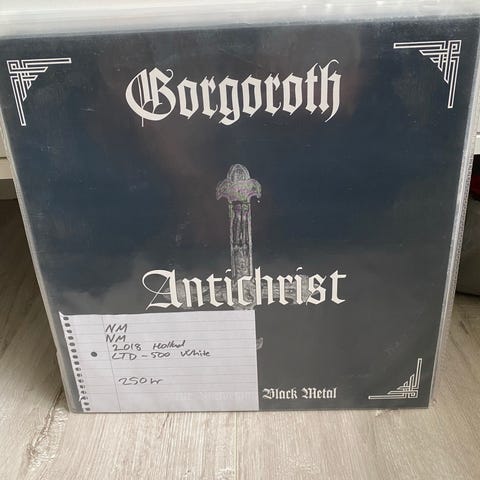 Gorgoroth
Antichrist
NM
NM
2018 Holland
LTD - 500 White
250 kr
Black Metal